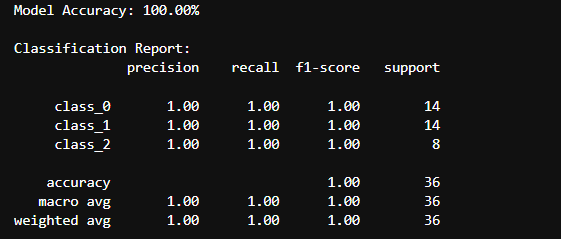 Model Accuracy: 100.00%
Classification Report:
precision recall f1-score support
class_0 1.00 1.00 1.00 14
class_1 1.00 1.00 1.00 14
class_2 1.00 1.00 1.00 8
accuracy 1.00 36
macro avg 1.00 1.00 1.00 36
weighted avg 1.00 1.00 1.00 36